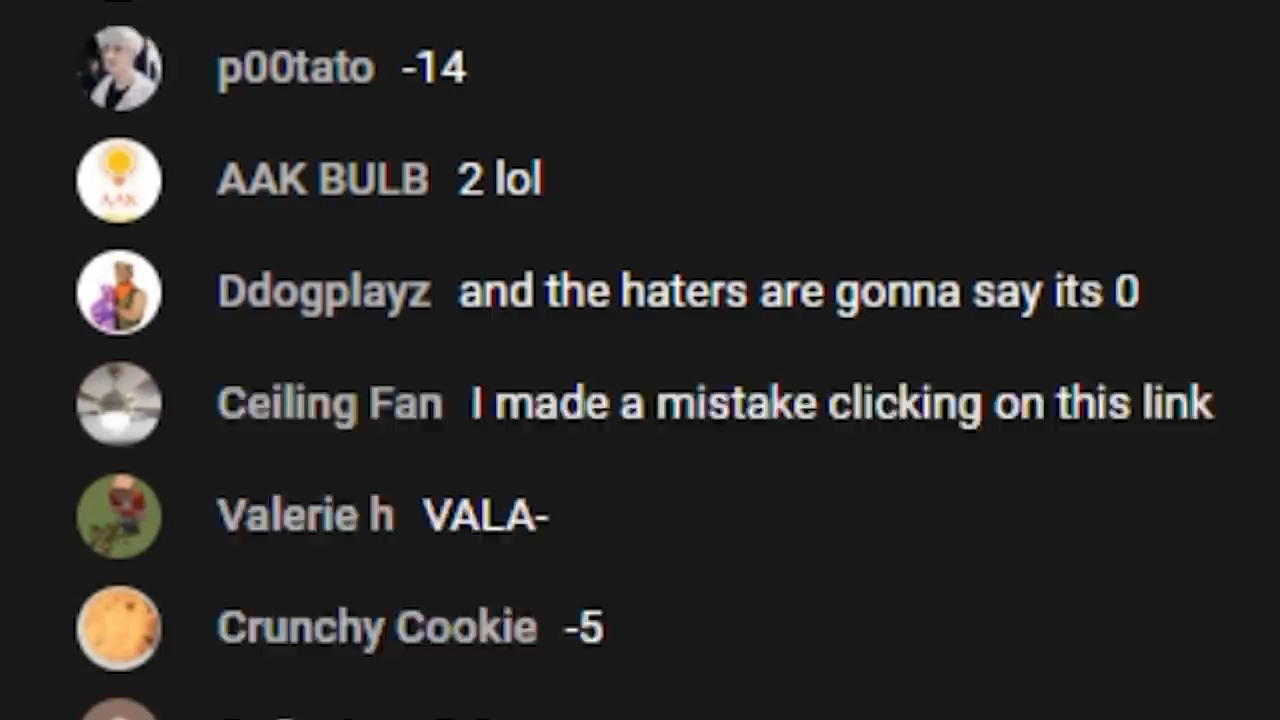 p00tato -14
AAK BULB 2 lol
Ddogplayz and the haters are gonna say its 0
Ceiling Fan I made a mistake clicking on this link
Valerie h VALA-
Crunchy Cookie -5